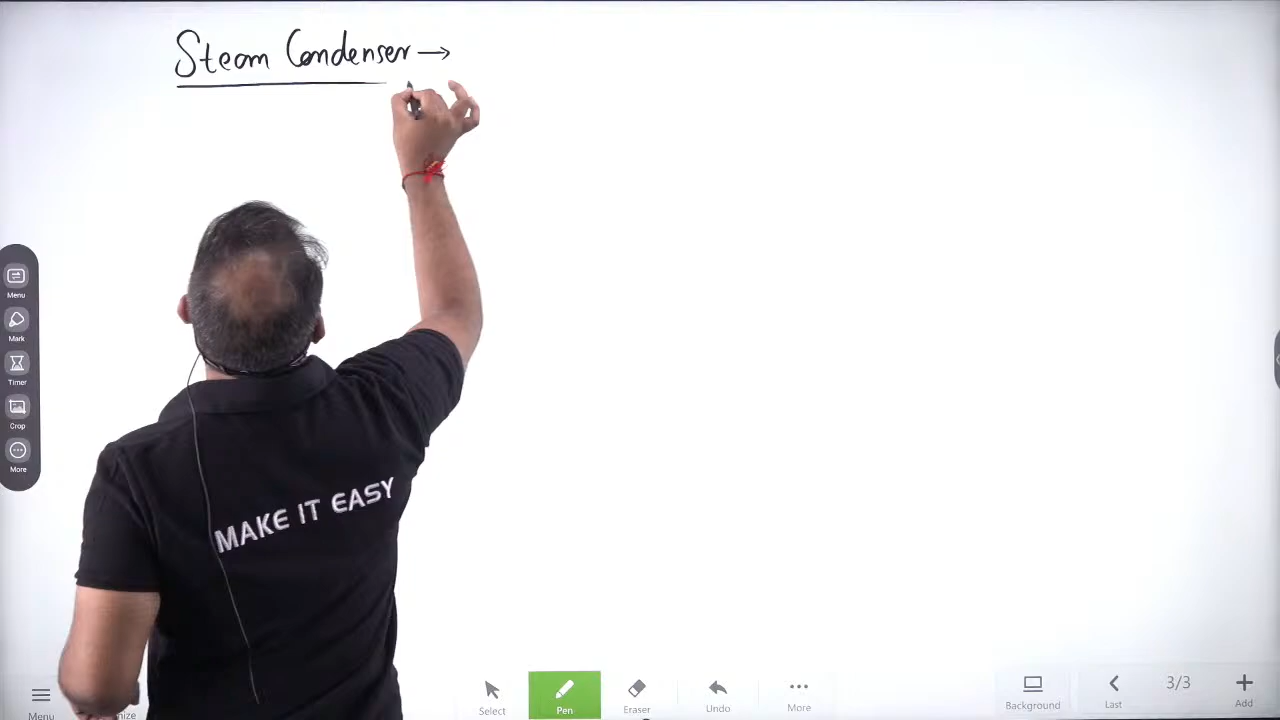 Steam Condenser →
Menu
Mark
Timer
Crop
More
MAKE IT EASY
Menu
Select
Pen
Eraser
Undo
More
Background
Last
3/3
Add